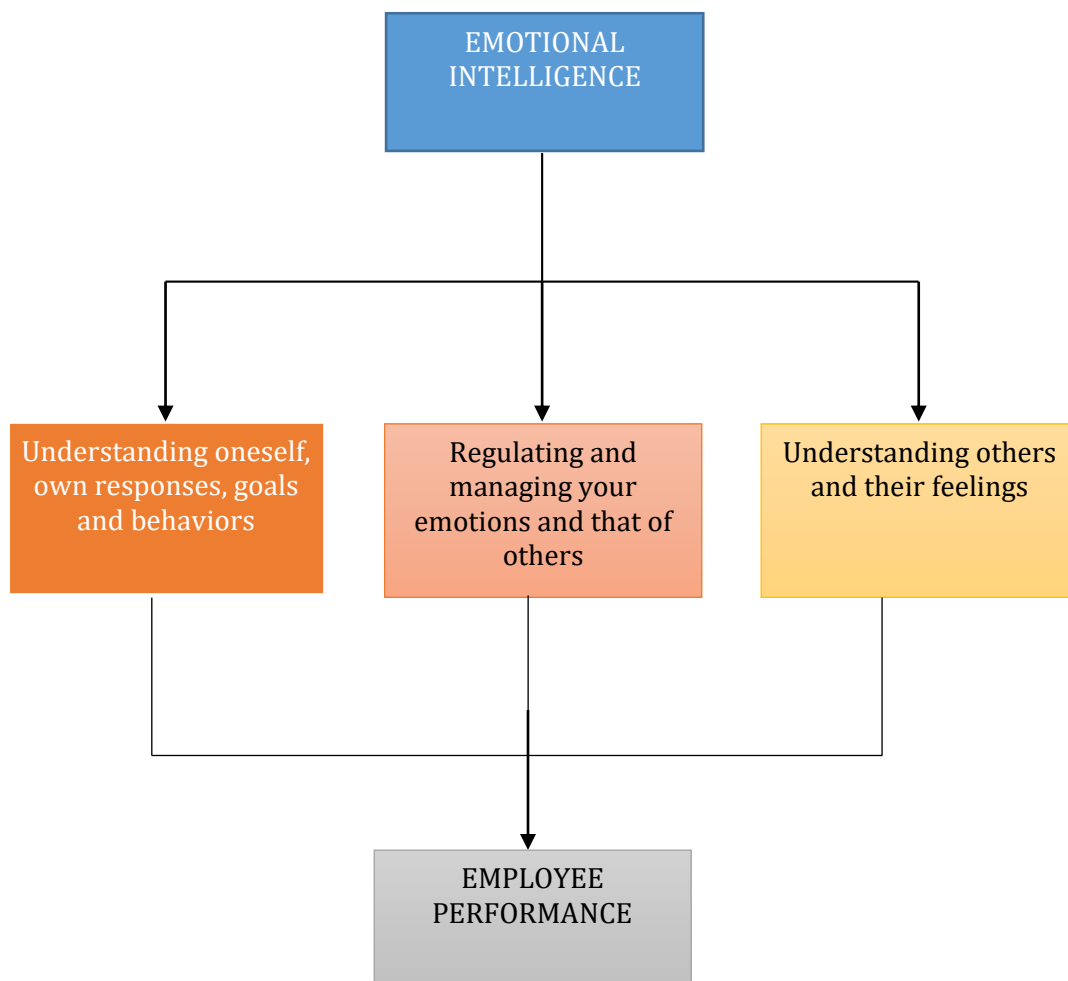 EMOTIONAL
INTELLIGENCE
Understanding oneself,
own responses, goals
and behaviors
Regulating and
managing your
emotions and that of
others
Understanding others
and their feelings
EMPLOYEE
PERFORMANCE